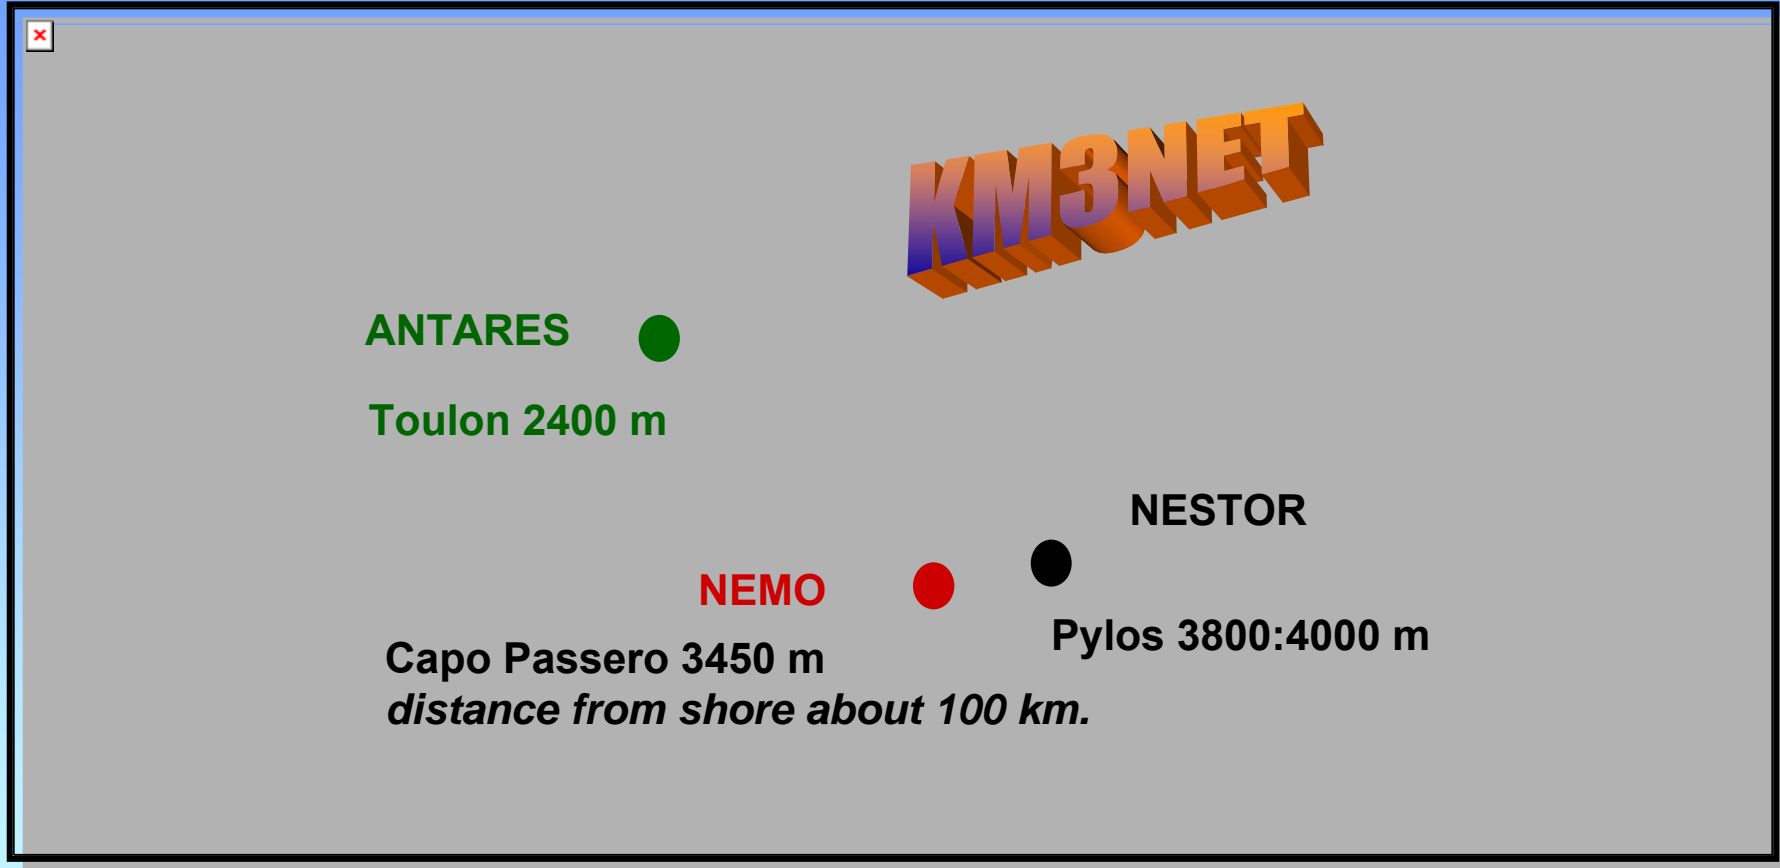 KM3NET
ANTARES
Toulon 2400 m
NESTOR
NEMO
Pylos 3800:4000 m
Capo Passero 3450 m
distance from shore about 100 km.